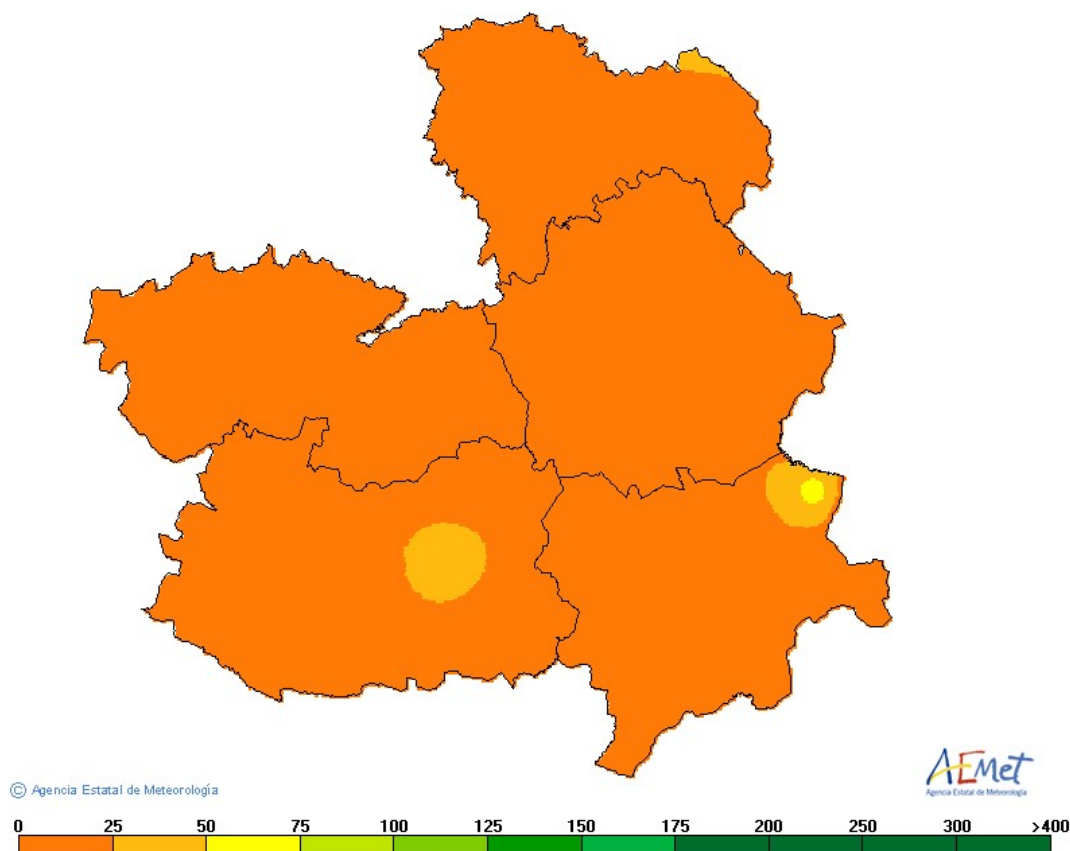 © Agencia Estatal de Meteorología
AEMet
Agencia Estatal de Meteorología
0 25 50 75 100 125 150 175 200 250 300 >400